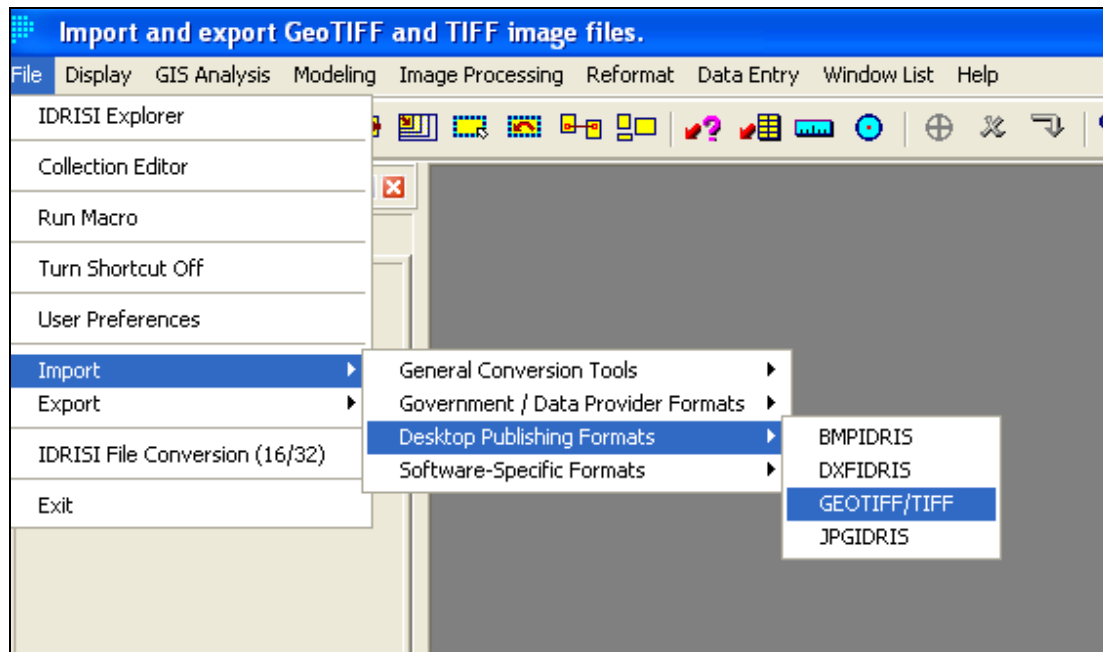 Import and export GeoTIFF and TIFF image files.
File Display GIS Analysis Modeling Image Processing Reformat Data Entry Window List Help
IDRISI Explorer
Collection Editor
Run Macro
Turn Shortcut Off
User Preferences
Import
Export
IDRISI File Conversion (16/32)
Exit
General Conversion Tools
Government / Data Provider Formats
Desktop Publishing Formats
Software-Specific Formats
BMPIDRIS
DXFIDRIS
GEOTIFF/TIFF
JPGIDRIS